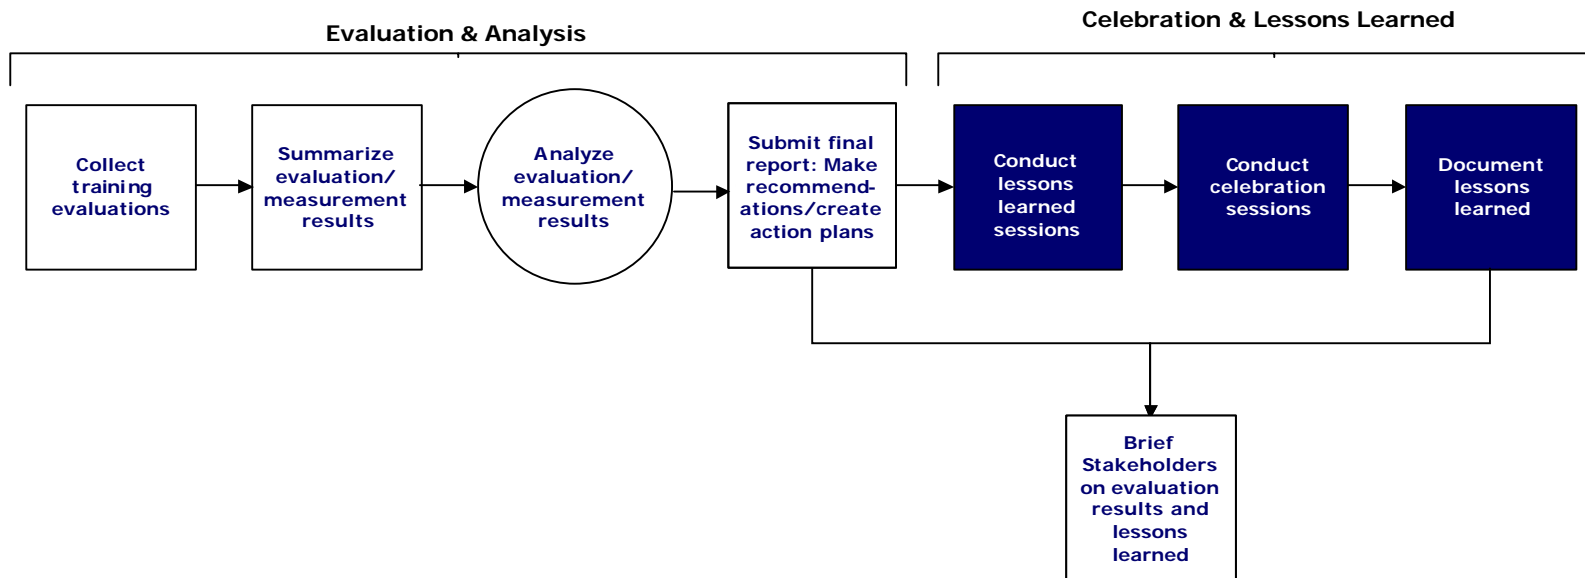 Evaluation & Analysis
Celebration & Lessons Learned
Collect
training
evaluations
Summarize
evaluation/
measurement
results
Analyze
evaluation/
measurement
results
Submit final
report: Make
recommend-
ations/create
action plans
Conduct
lessons
learned
sessions
Conduct
celebration
sessions
Document
lessons
learned
Brief
Stakeholders
on evaluation
results and
lessons
learned